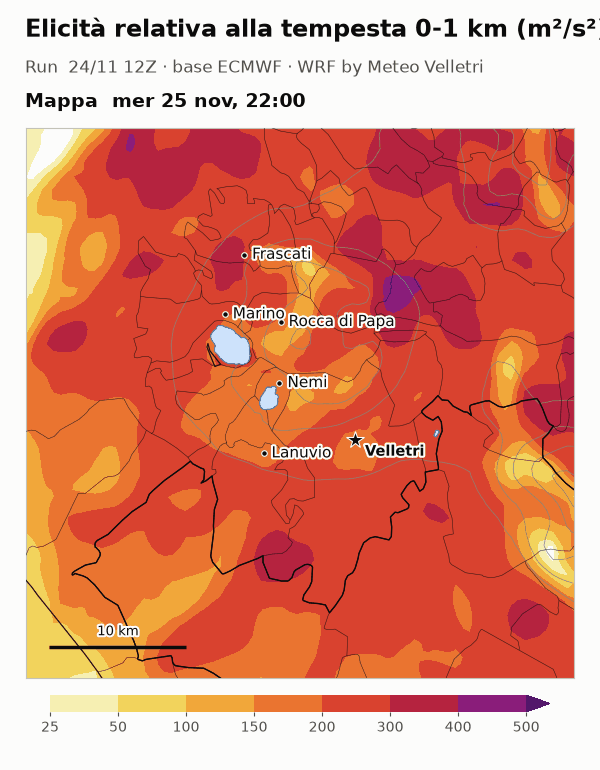 Elicità relativa alla tempesta 0-1 km (m²/s²)
Run  24/11 12Z · base ECMWF · WRF by Meteo Velletri
Mappa  mer 25 nov, 22:00
Frascati
Marino
Rocca di Papa
Nemi
Velletri
Lanuvio
10 km
25 50 100 150 200 300 400 500